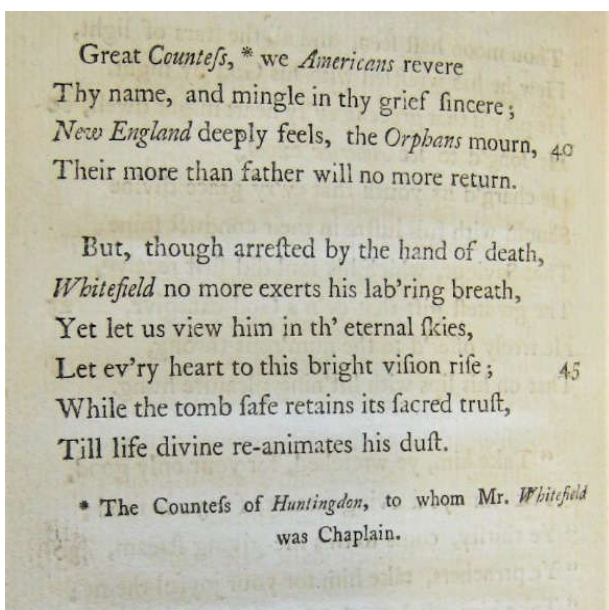 Great Counteſs, * we Americans revere
Thy name, and mingle in thy grief ſincere;
New England deeply feels, the Orphans mourn, 40
Their more than father will no more return.
But, though arreſted by the hand of death,
Whitefield no more exerts his lab'ring breath,
Yet let us view him in th' eternal ſkies,
Let ev'ry heart to this bright viſion riſe; 45
While the tomb ſafe retains its ſacred truſt,
Till life divine re-animates his duſt.
* The Counteſs of Huntingdon, to whom Mr. Whitefield
was Chaplain.